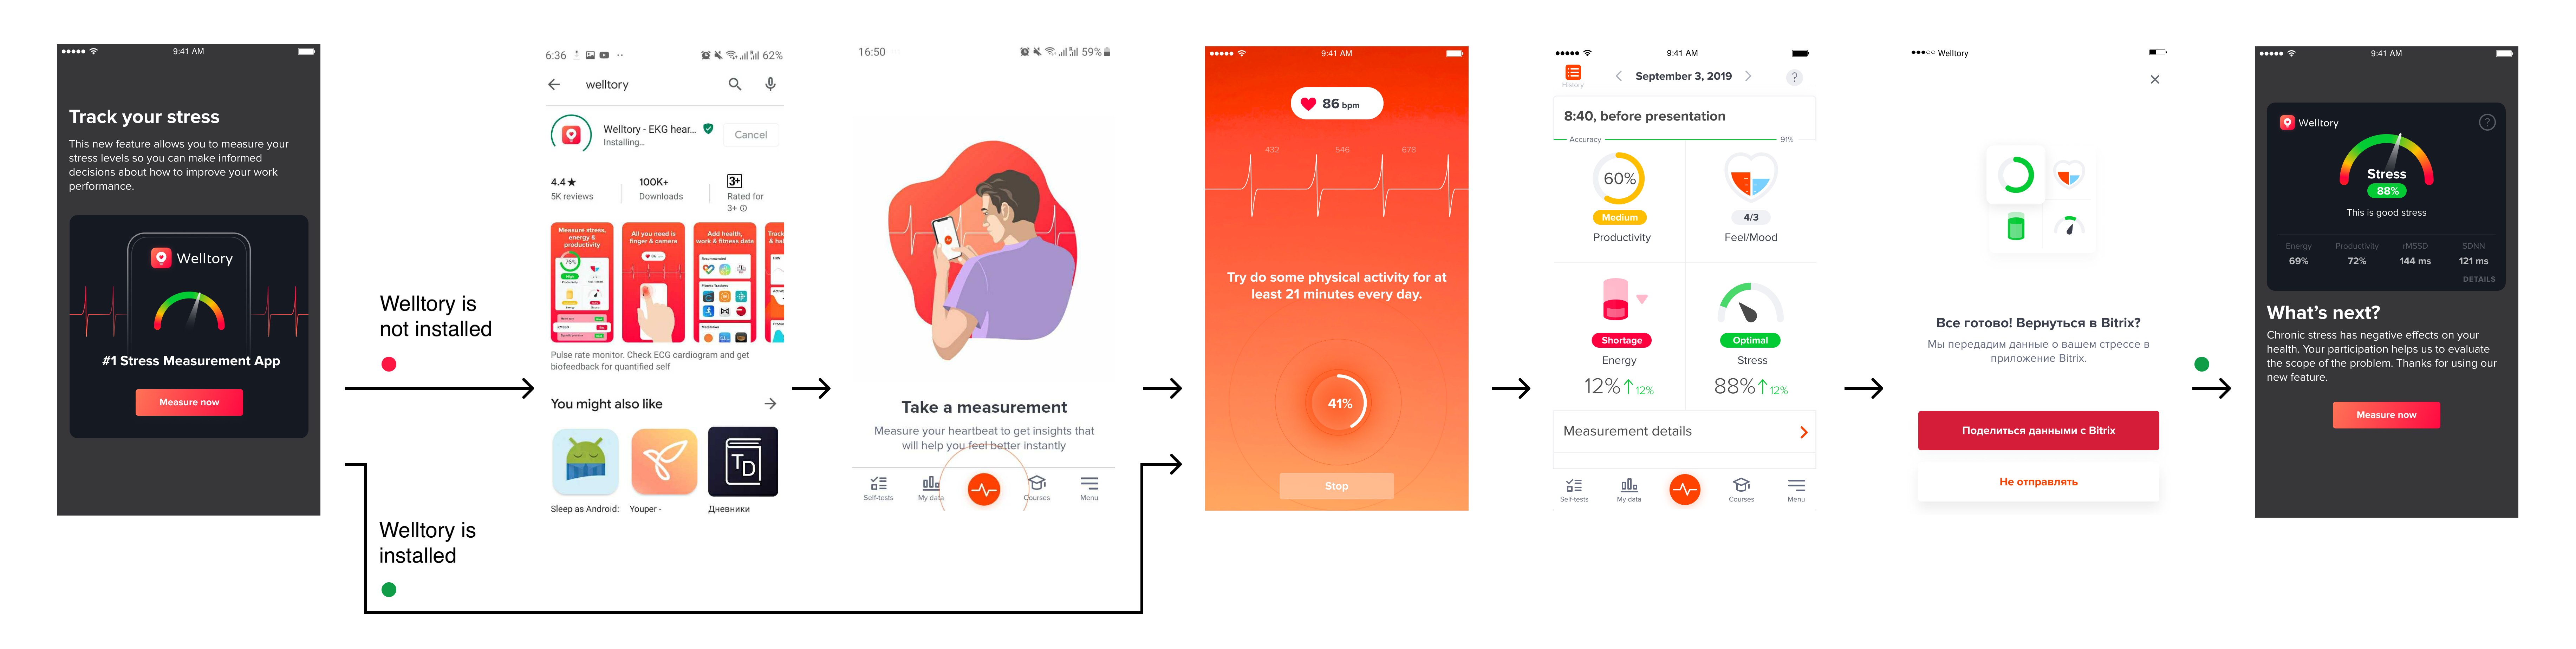 9:41 AM
Track your stress
This new feature allows you to measure your
stress levels so you can make informed
decisions about how to improve your work
performance.
Welltory
#1 Stress Measurement App
Measure now
Welltory is
not installed
Welltory is
installed
6:36
62%
welltory
Welltory - EKG hear...
Installing...
Cancel
4.4★
5K reviews
100K+
Downloads
3+
Rated for
3+
Measure stress,
energy &
productivity
76%
All you need is
finger & camera
Add health,
work & fitness data
Track
Pulse rate monitor. Check ECG cardiogram and get
biofeedback for quantified self
You might also like
TD
Sleep as Android:
Youper -
Дневники
16:50
59%
Take a measurement
Measure your heartbeat to get insights that
will help you feel better instantly
Self-tests
My data
Courses
Menu
9:41 AM
86 bpm
432
546
678
Try do some physical activity for at
least 21 minutes every day.
41%
Stop
9:41 AM
History
September 3, 2019
?
8:40, before presentation
Accuracy
91%
60%
Medium
Productivity
4/3
Feel/Mood
Shortage
Energy
12%↑12%
Optimal
Stress
88%↑12%
Measurement details
Self-tests
My data
Courses
Menu
Welltory
Все готово! Вернуться в Bitrix?
Мы передадим данные о вашем стрессе в
приложение Bitrix.
Поделиться данными с Bitrix
Не отправлять
9:41 AM
Welltory
?
Stress
88%
This is good stress
Energy
Productivity
rMSSD
SDNN
69%
72%
144 ms
121 ms
DETAILS
What's next?
Chronic stress has negative effects on your
health. Your participation helps us to evaluate
the scope of the problem. Thanks for using our
new feature.
Measure now